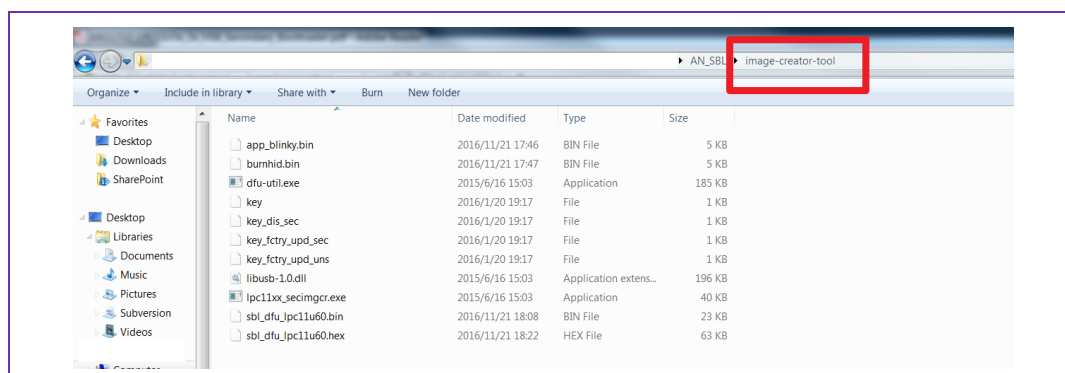 AN_SBL ▸ image-creator-tool
Organize ▾ Include in library ▾ Share with ▾ Burn New folder
Favorites
Desktop
Downloads
SharePoint
Desktop
Libraries
Documents
Music
Pictures
Subversion
Videos
Computer
Name Date modified Type Size
app_blinky.bin 2016/11/21 17:46 BIN File 5 KB
burnhid.bin 2016/11/21 17:47 BIN File 5 KB
dfu-util.exe 2015/6/16 15:03 Application 185 KB
key 2016/1/20 19:17 File 1 KB
key_dis_sec 2016/1/20 19:17 File 1 KB
key_fctry_upd_sec 2016/1/20 19:17 File 1 KB
key_fctry_upd_uns 2016/1/20 19:17 File 1 KB
libusb-1.0.dll 2015/6/16 15:03 Application extens... 196 KB
lpc11xx_secimgcr.exe 2015/6/16 15:03 Application 40 KB
sbl_dfu_lpc11u60.bin 2016/11/21 18:08 BIN File 23 KB
sbl_dfu_lpc11u60.hex 2016/11/21 18:22 HEX File 63 KB